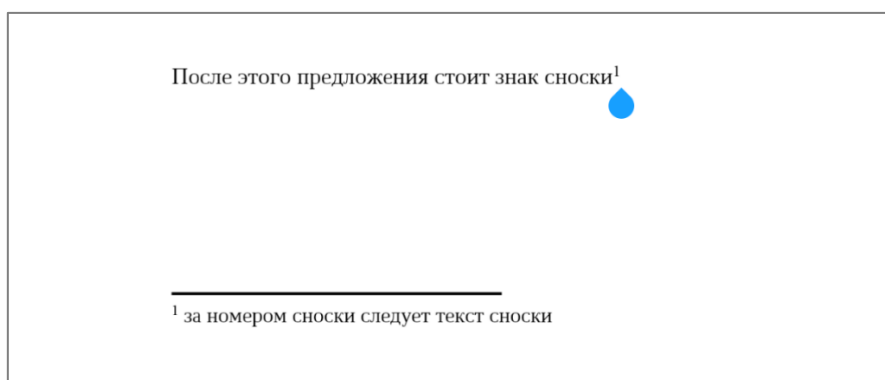 После этого предложения стоит знак сноски¹
¹ за номером сноски следует текст сноски